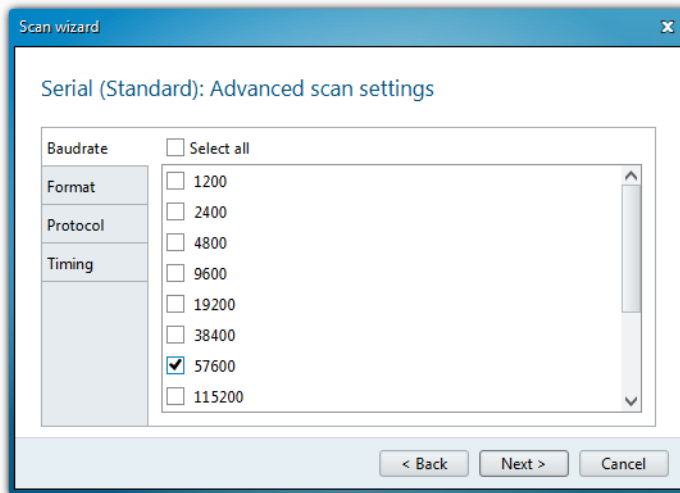 Scan wizard
Serial (Standard): Advanced scan settings
Baudrate
Format
Protocol
Timing
Select all
1200
2400
4800
9600
19200
38400
57600
115200
< Back
Next >
Cancel